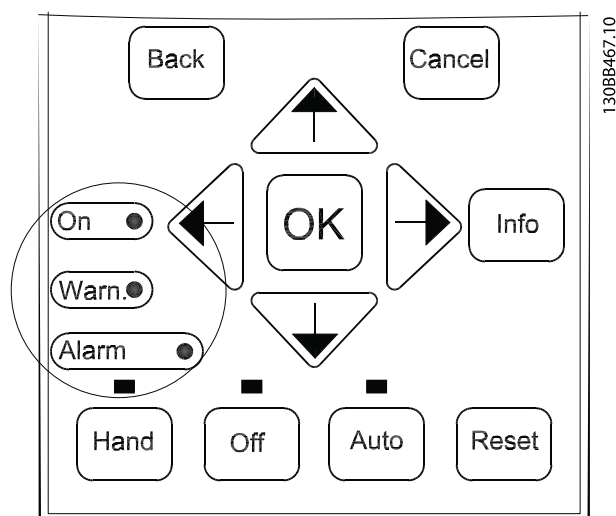 Back
Cancel
130BB467.10
OK
On
Info
Warn.
Alarm
Hand
Off
Auto
Reset